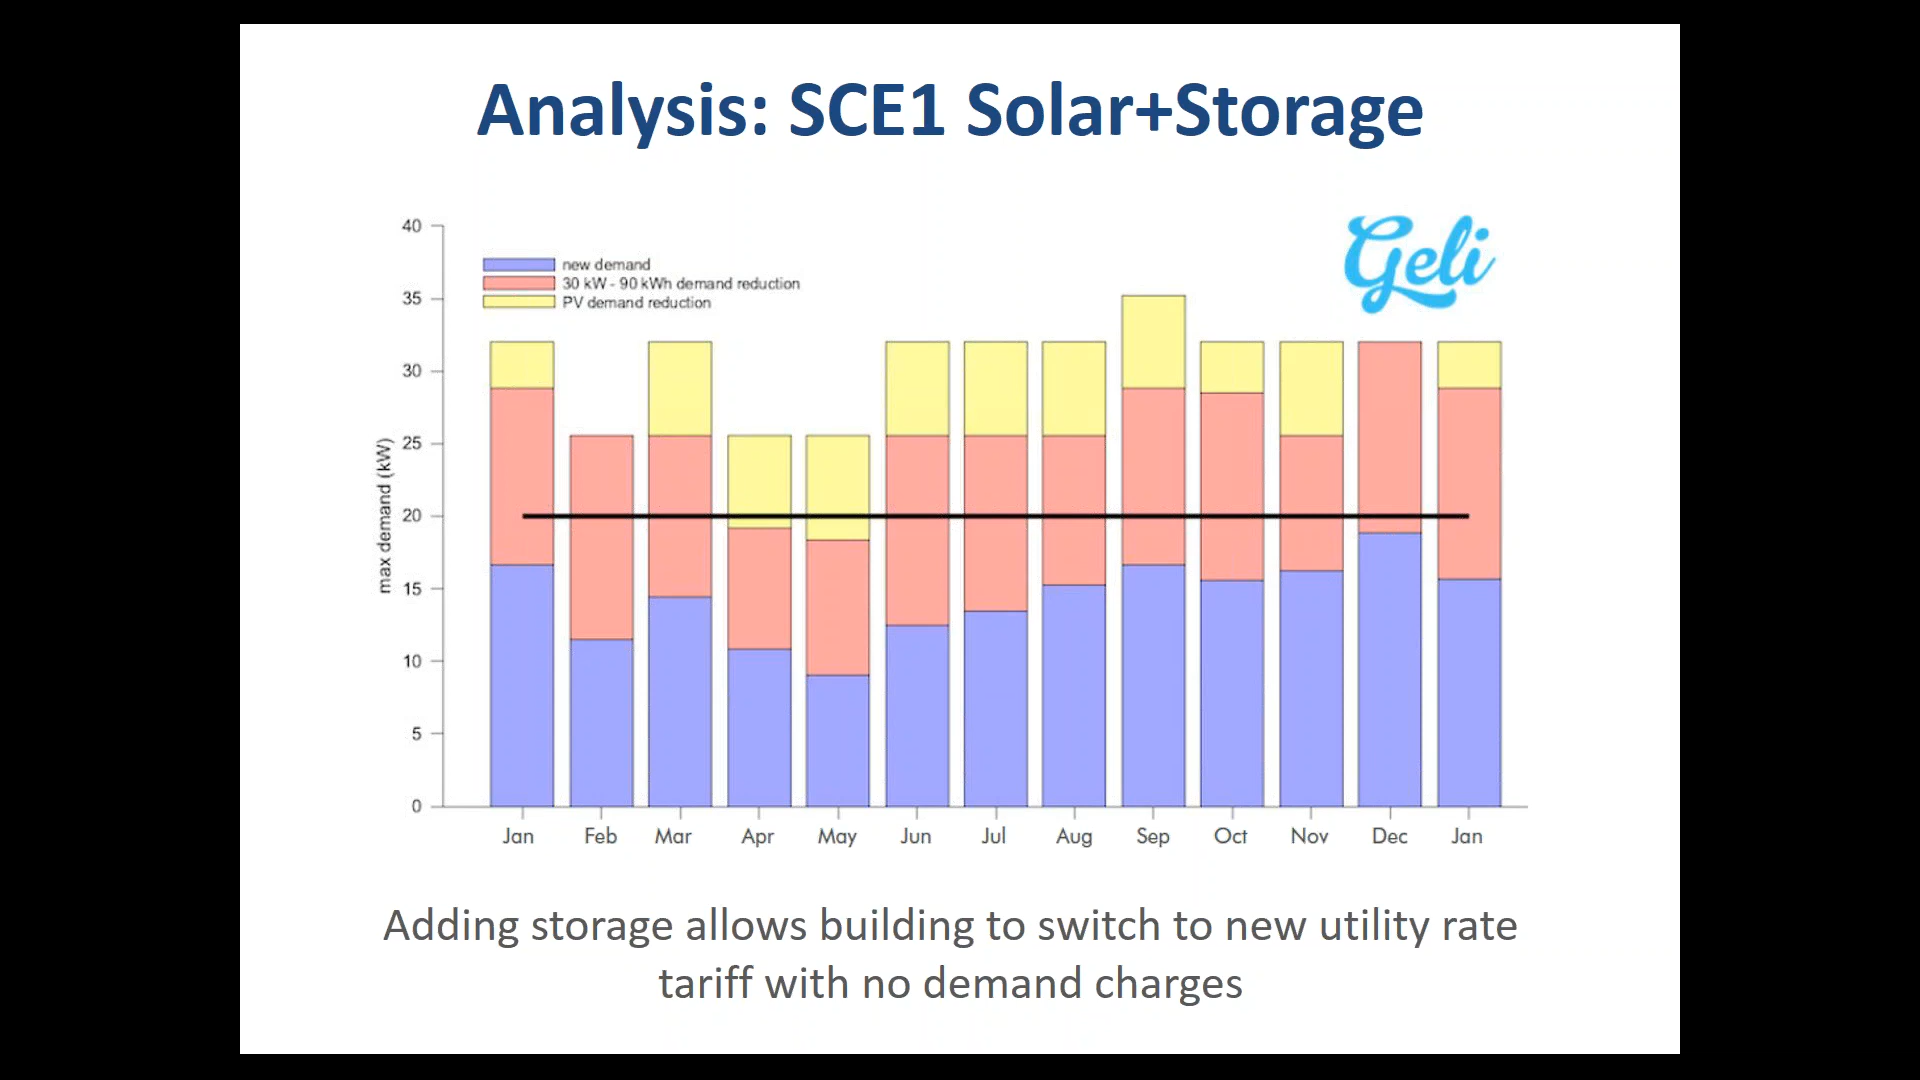 Analysis: SCE1 Solar+Storage
Geli
new demand
30 kW - 90 kWh demand reduction
PV demand reduction
max demand (kW)
40
35
30
25
20
15
10
5
0
Jan Feb Mar Apr May Jun Jul Aug Sep Oct Nov Dec Jan
Adding storage allows building to switch to new utility rate
tariff with no demand charges